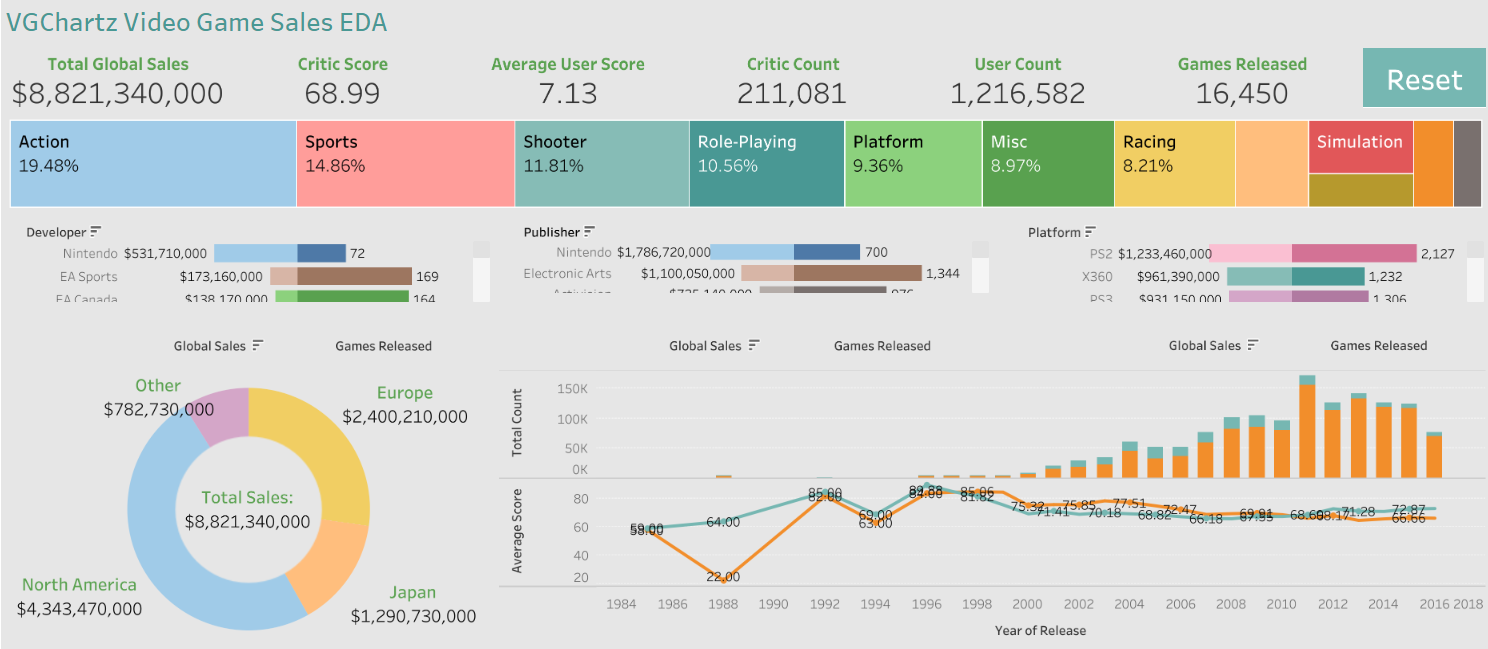 VGChartz Video Game Sales EDA
Total Global Sales
$8,821,340,000
Critic Score
68.99
Average User Score
7.13
Critic Count
211,081
User Count
1,216,582
Games Released
16,450
Reset
Action
19.48%
Sports
14.86%
Shooter
11.81%
Role-Playing
10.56%
Platform
9.36%
Misc
8.97%
Racing
8.21%
Simulation
Developer
Nintendo $531,710,000 72
EA Sports $173,160,000 169
EA Canada $138,170,000 164
Publisher
Nintendo $1,786,720,000 700
Electronic Arts $1,100,050,000 1,344
Platform
PS2 $1,233,460,000 2,127
X360 $961,390,000 1,232
PS3 $931,150,000 1,306
Global Sales Games Released
Global Sales Games Released
Global Sales Games Released
Other
$782,730,000
Europe
$2,400,210,000
Total Sales:
$8,821,340,000
North America
$4,343,470,000
Japan
$1,290,730,000
Total Count
150K
100K
50K
0K
Average Score
80
60
40
20
59.00
58.00
64.00
22.00
85.00
82.00
69.00
63.00
84.00
85.06
81.82
75.32
71.41
75.85
70.18
77.51
68.82
72.47
66.18
69.91
71.28
72.87
66.66
1984 1986 1988 1990 1992 1994 1996 1998 2000 2002 2004 2006 2008 2010 2012 2014 2016 2018
Year of Release